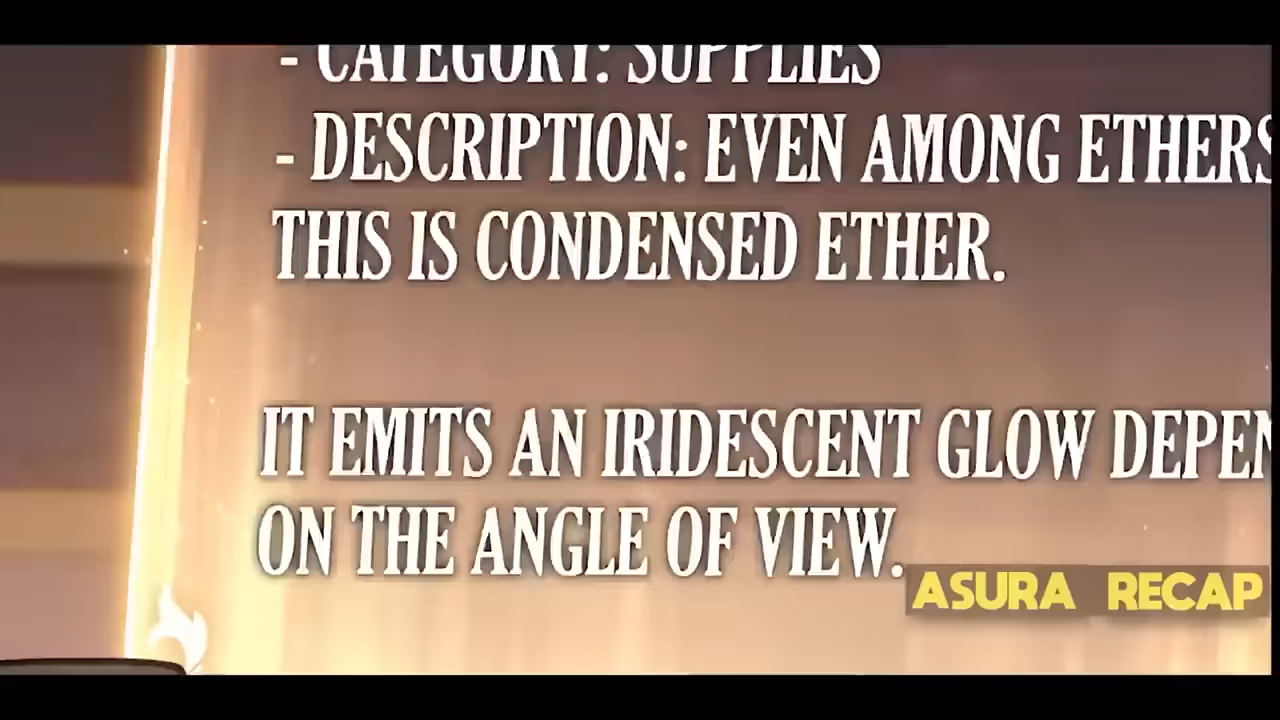 - CATEGORY: SUPPLIES
- DESCRIPTION: EVEN AMONG ETHERS
THIS IS CONDENSED ETHER.
IT EMITS AN IRIDESCENT GLOW DEPEN
ON THE ANGLE OF VIEW.
ASURA RECAP